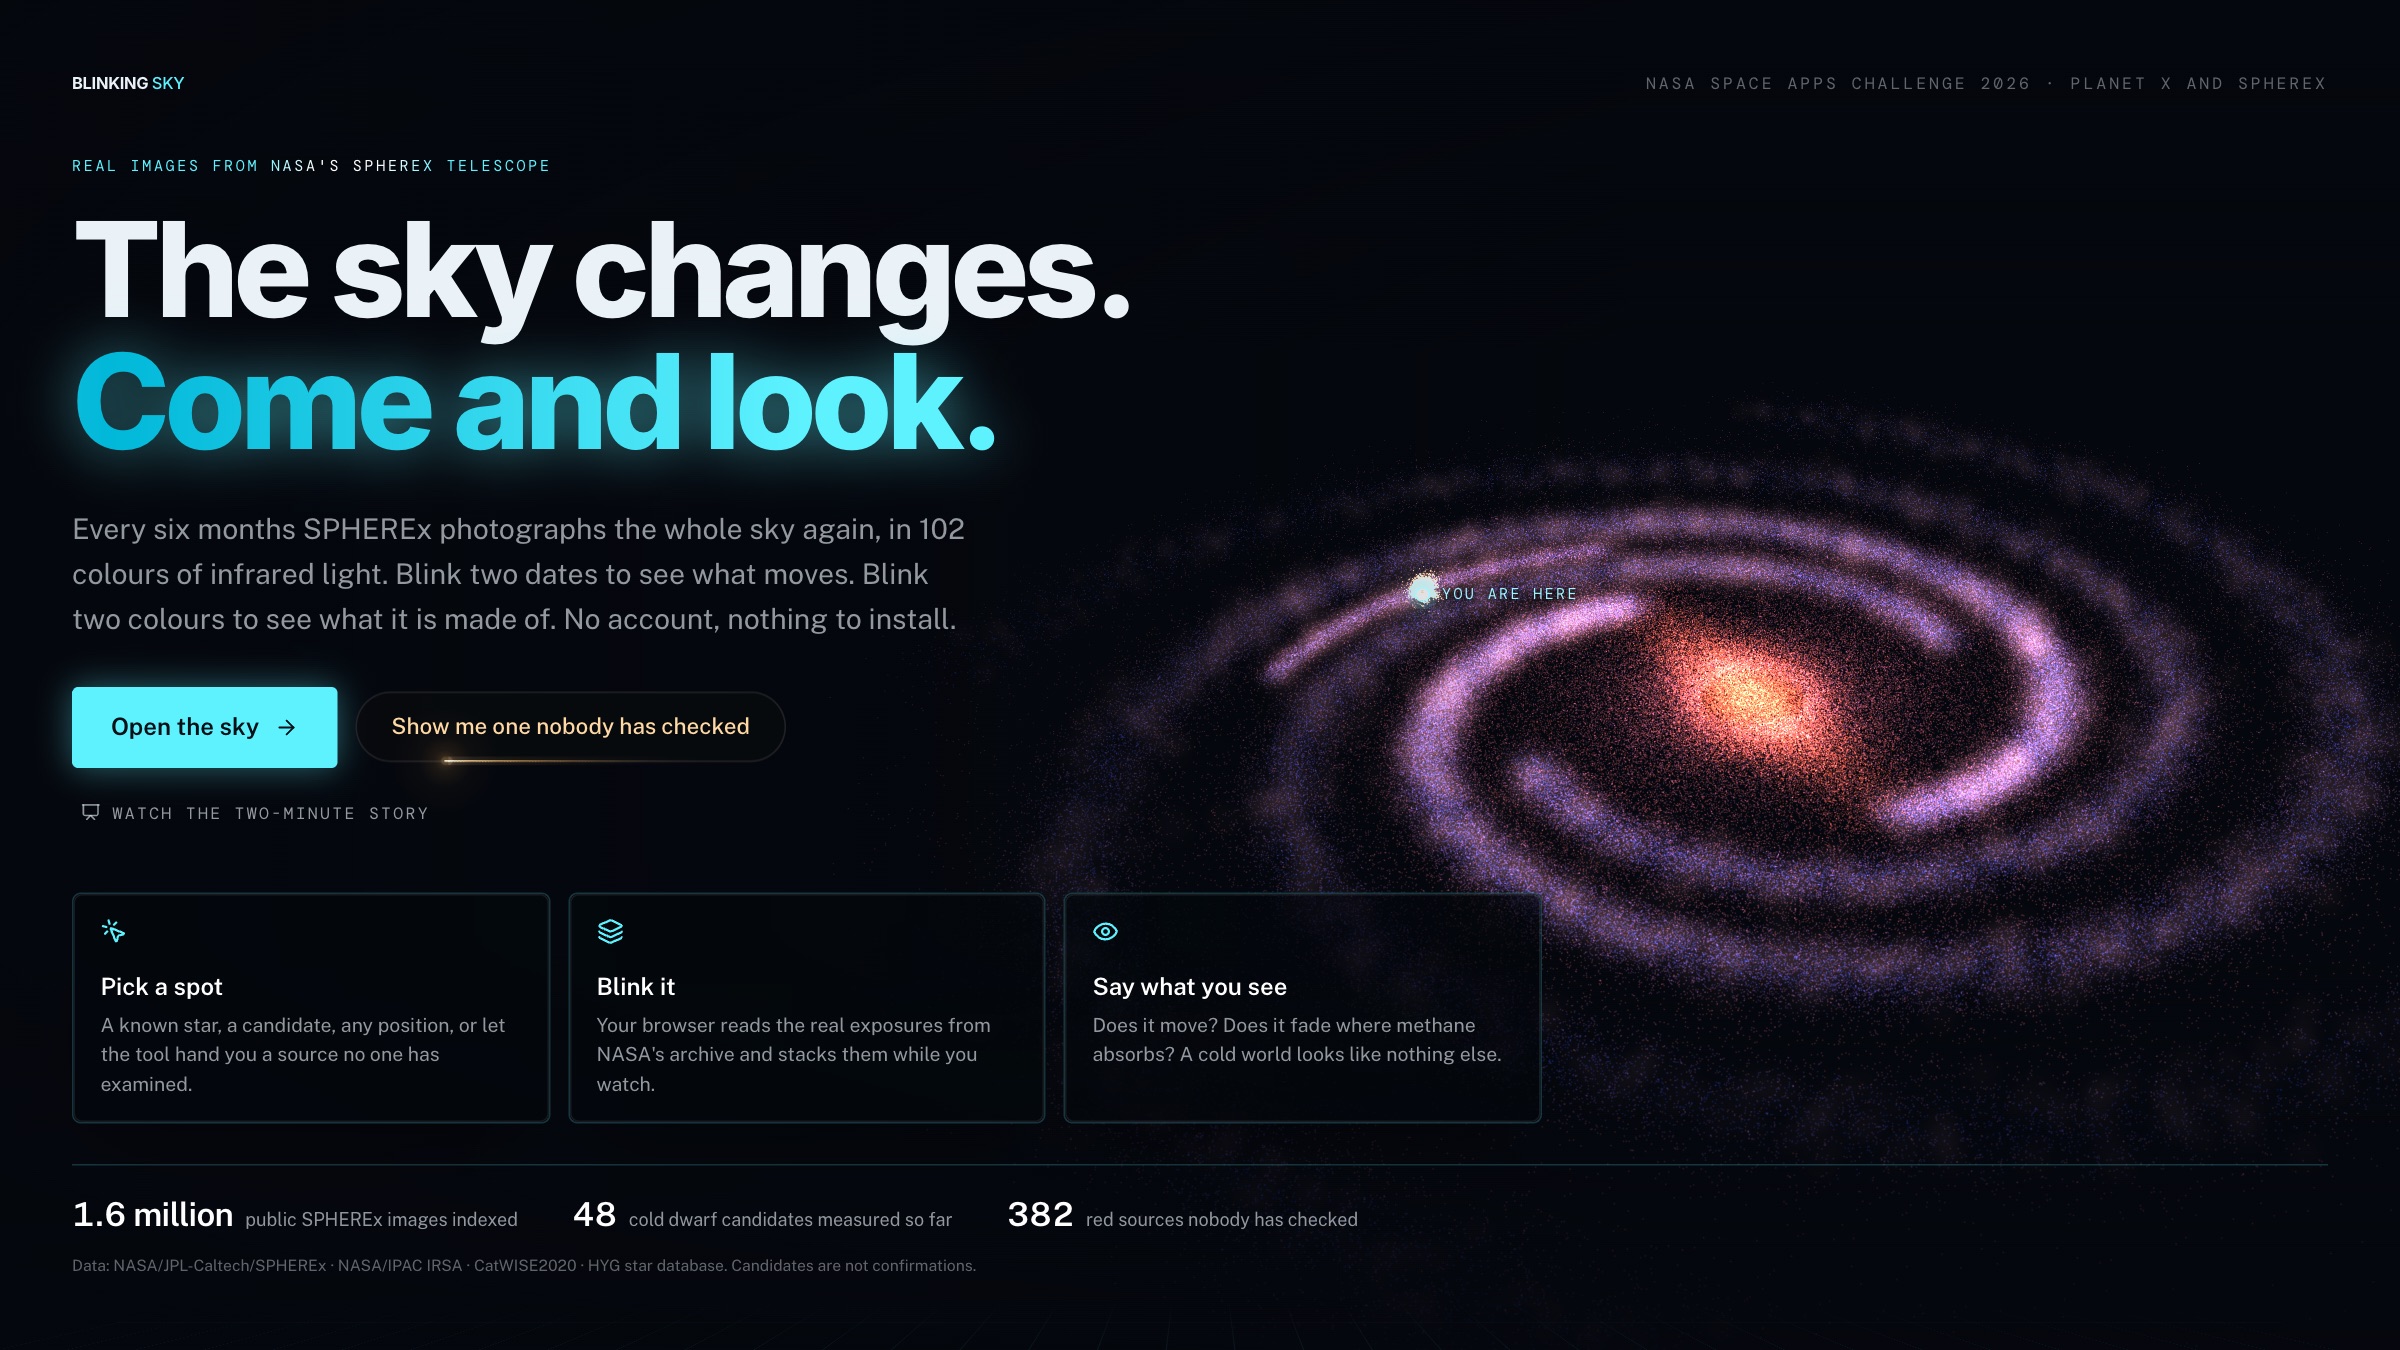 BLINKING SKY
NASA SPACE APPS CHALLENGE 2026 · PLANET X AND SPHEREX
REAL IMAGES FROM NASA'S SPHEREX TELESCOPE
The sky changes.
Come and look.
Every six months SPHEREx photographs the whole sky again, in 102
colours of infrared light. Blink two dates to see what moves. Blink
two colours to see what it is made of. No account, nothing to install.
YOU ARE HERE
Open the sky →
Show me one nobody has checked
WATCH THE TWO-MINUTE STORY
Pick a spot
A known star, a candidate, any position, or let
the tool hand you a source no one has
examined.
Blink it
Your browser reads the real exposures from
NASA's archive and stacks them while you
watch.
Say what you see
Does it move? Does it fade where methane
absorbs? A cold world looks like nothing else.
1.6 million public SPHEREx images indexed
48 cold dwarf candidates measured so far
382 red sources nobody has checked
Data: NASA/JPL-Caltech/SPHEREx · NASA/IPAC IRSA · CatWISE2020 · HYG star database. Candidates are not confirmations.